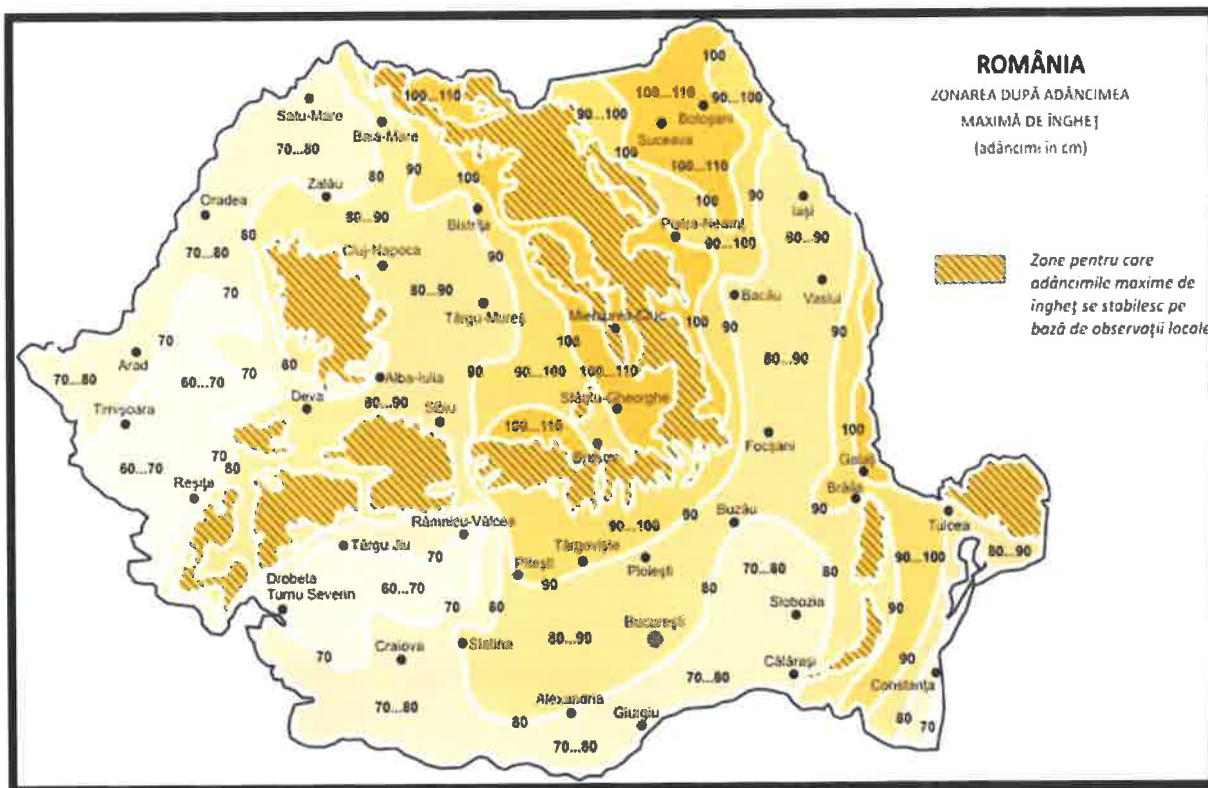 ROMÂNIA
ZONAREA DUPĂ ADÂNCIMEA
MAXIMĂ DE ÎNGHEȚ
(adâncimi în cm)
Zone pentru care
adâncimile maxime de
îngheț se stabilesc pe
bază de observații locale
100
100...110
90...100
Botoșani
Suceava
90...100
100
100...110
100
90
Iași
Piatra-Neamț
90...100
80...90
Satu-Mare
70...80
Baia-Mare
100...110
80
90
100
Zalău
80...90
Bistrița
Oradea
80
70...80
Cluj-Napoca
90
70
80...90
Târgu-Mureș
Miercurea-Ciuc
100
Bacău
Vaslui
90
90
70
Arad
70...80
60...70
70
80
Alba-Iulia
90
100
90...100
100...110
80...90
Timișoara
Deva
80...90
Sibiu
Sfântu-Gheorghe
100...110
Brașov
Focșani
100
Galați
60...70
70
80
Reșița
Brăila
90
Râmnicu-Vâlcea
90...100
90
Buzău
Tulcea
Târgu Jiu
70
Târgoviște
Pitești
90
Ploiești
70...80
80
90...100
80...90
Drobeta
Turnu Severin
60...70
70
80
80
Slobozia
90
80...90
București
Slatina
70
Craiova
Călărași
90
70...80
Constanța
70...80
Alexandria
80
Giurgiu
80
70
70...80